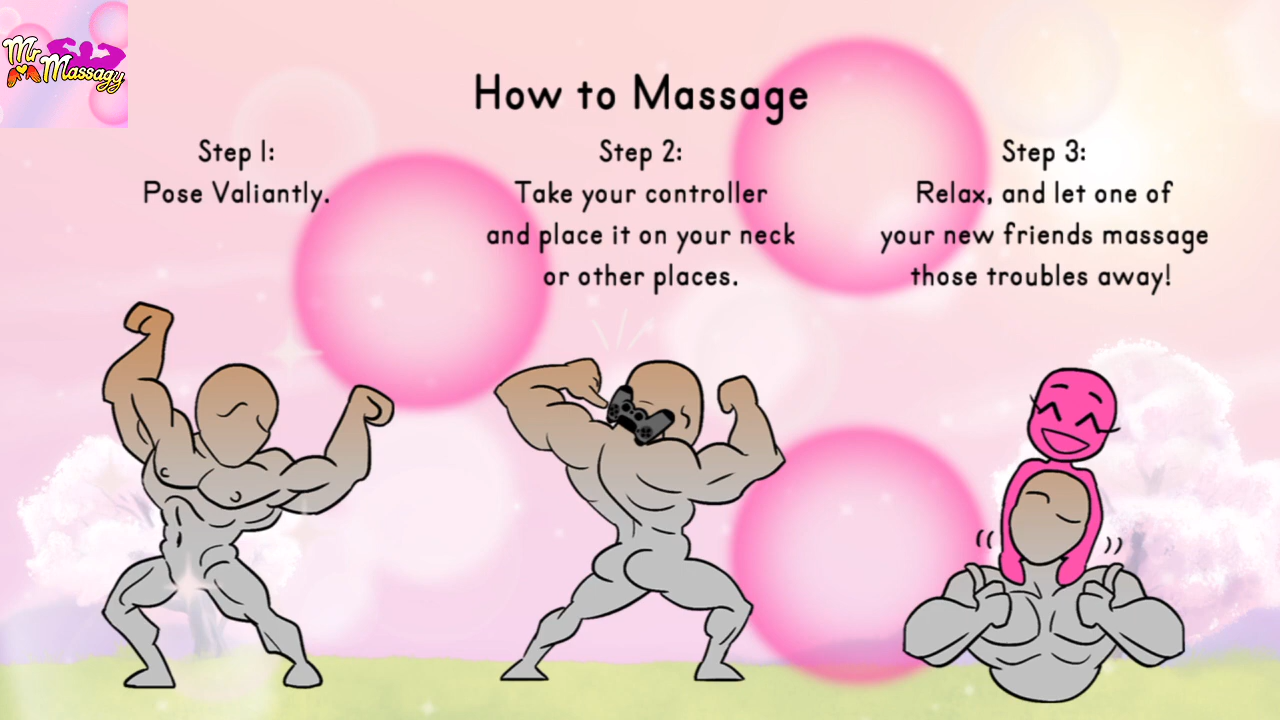 Mr
Massagy
How to Massage
Step 1:
Pose Valiantly.
Step 2:
Take your controller
and place it on your neck
or other places.
Step 3:
Relax, and let one of
your new friends massage
those troubles away!